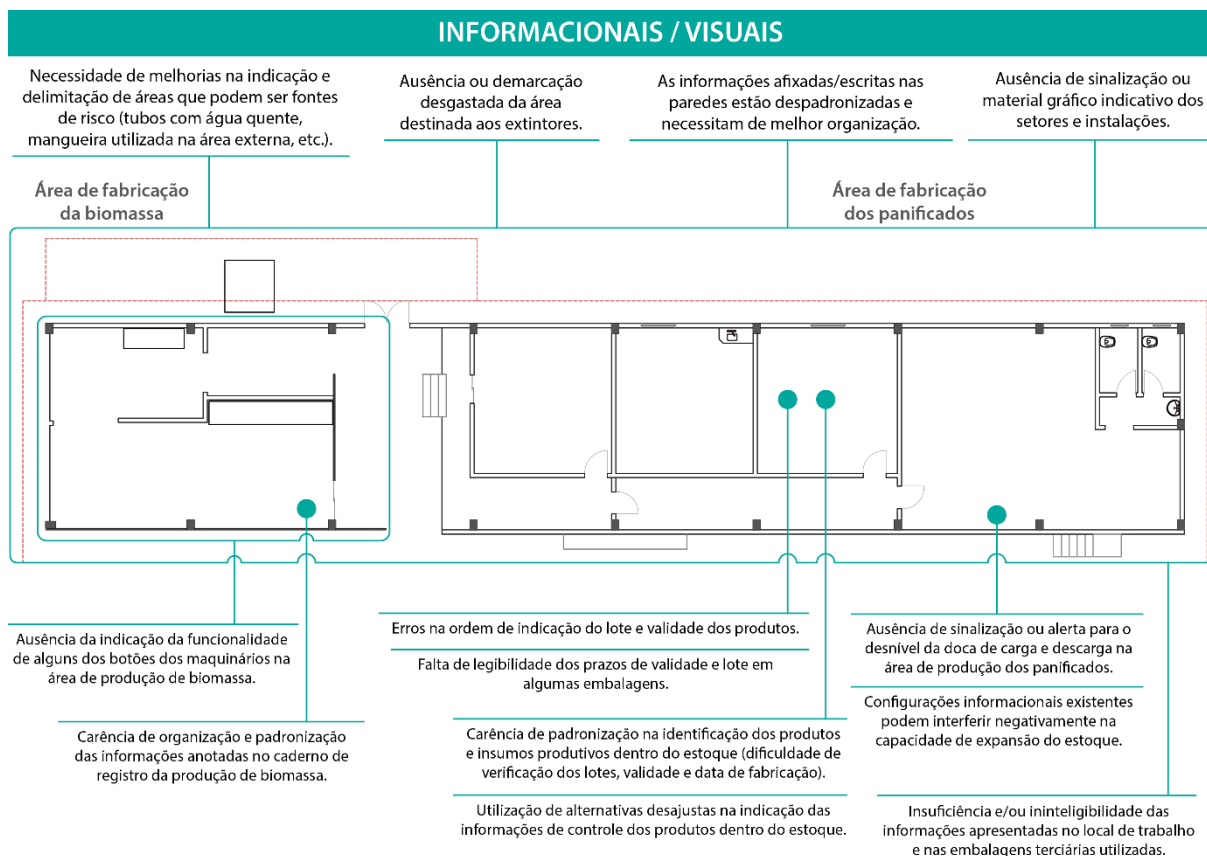 INFORMACIONAIS / VISUAIS
Necessidade de melhorias na indicação e
delimitação de áreas que podem ser fontes
de risco (tubos com água quente,
mangueira utilizada na área externa, etc.).
Ausência ou demarcação
desgastada da área
destinada aos extintores.
As informações afixadas/escritas nas
paredes estão despadronizadas e
necessitam de melhor organização.
Ausência de sinalização ou
material gráfico indicativo dos
setores e instalações.
Área de fabricação
da biomassa
Área de fabricação
dos panificados
Ausência da indicação da funcionalidade
de alguns dos botões dos maquinários na
área de produção de biomassa.
Carência de organização e padronização
das informações anotadas no caderno de
registro da produção de biomassa.
Erros na ordem de indicação do lote e validade dos produtos.
Falta de legibilidade dos prazos de validade e lote em
algumas embalagens.
Carência de padronização na identificação dos produtos
e insumos produtivos dentro do estoque (dificuldade de
verificação dos lotes, validade e data de fabricação).
Utilização de alternativas desajustas na indicação das
informações de controle dos produtos dentro do estoque.
Ausência de sinalização ou alerta para o
desnível da doca de carga e descarga na
área de produção dos panificados.
Configurações informacionais existentes
podem interferir negativamente na
capacidade de expansão do estoque.
Insuficiência e/ou ininteligibilidade das
informações apresentadas no local de trabalho
e nas embalagens terciárias utilizadas.